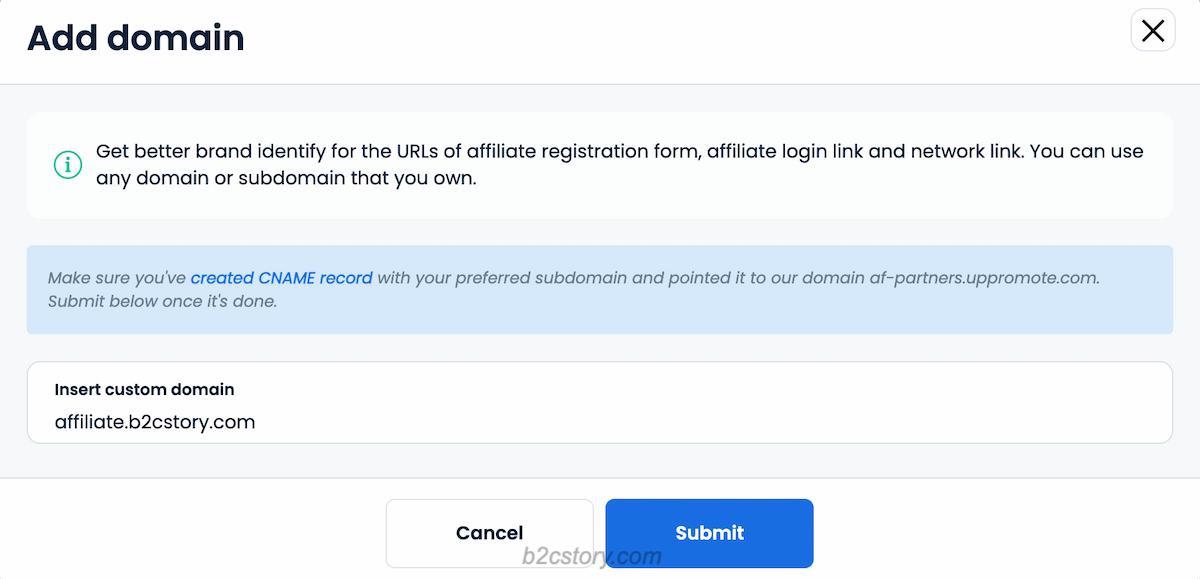 Add domain
Get better brand identify for the URLs of affiliate registration form, affiliate login link and network link. You can use
any domain or subdomain that you own.
Make sure you've created CNAME record with your preferred subdomain and pointed it to our domain af-partners.uppromote.com.
Submit below once it's done.
Insert custom domain
affiliate.b2cstory.com
Cancel
Submit
b2cstory.com